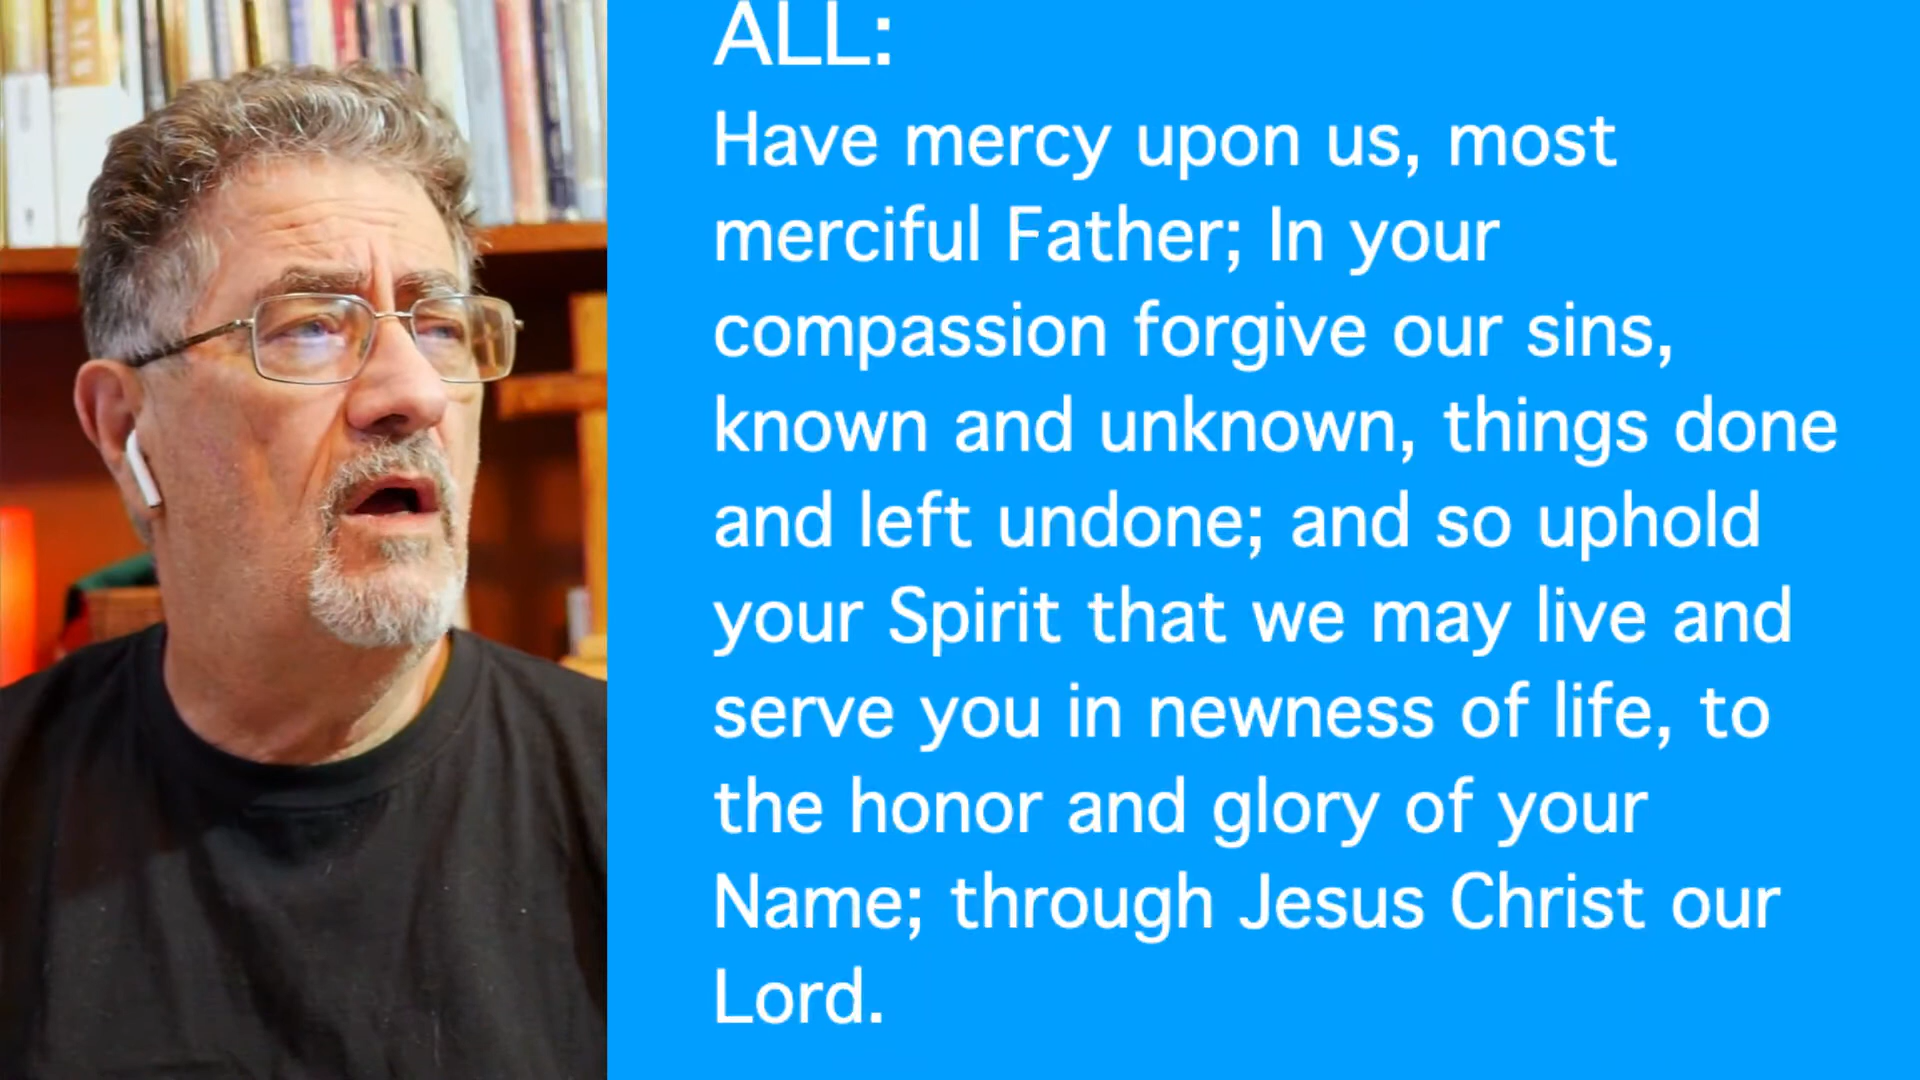 ALL:
Have mercy upon us, most
merciful Father; In your
compassion forgive our sins,
known and unknown, things done
and left undone; and so uphold
your Spirit that we may live and
serve you in newness of life, to
the honor and glory of your
Name; through Jesus Christ our
Lord.